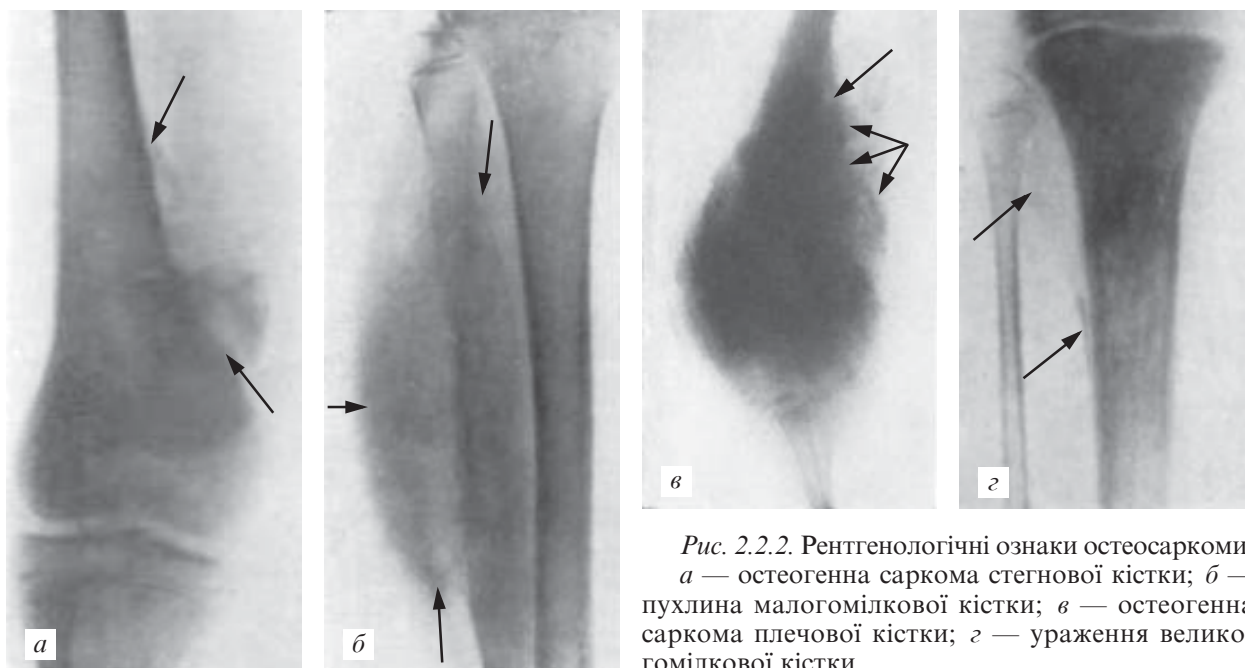 а
б
в
г
Рис. 2.2.2. Рентгенологічні ознаки остеосаркоми
а — остеогенна саркома стегнової кістки; б —
пухлина малогомілкової кістки; в — остеогенна
саркома плечової кістки; г — ураження велико-
гомілкової кістки